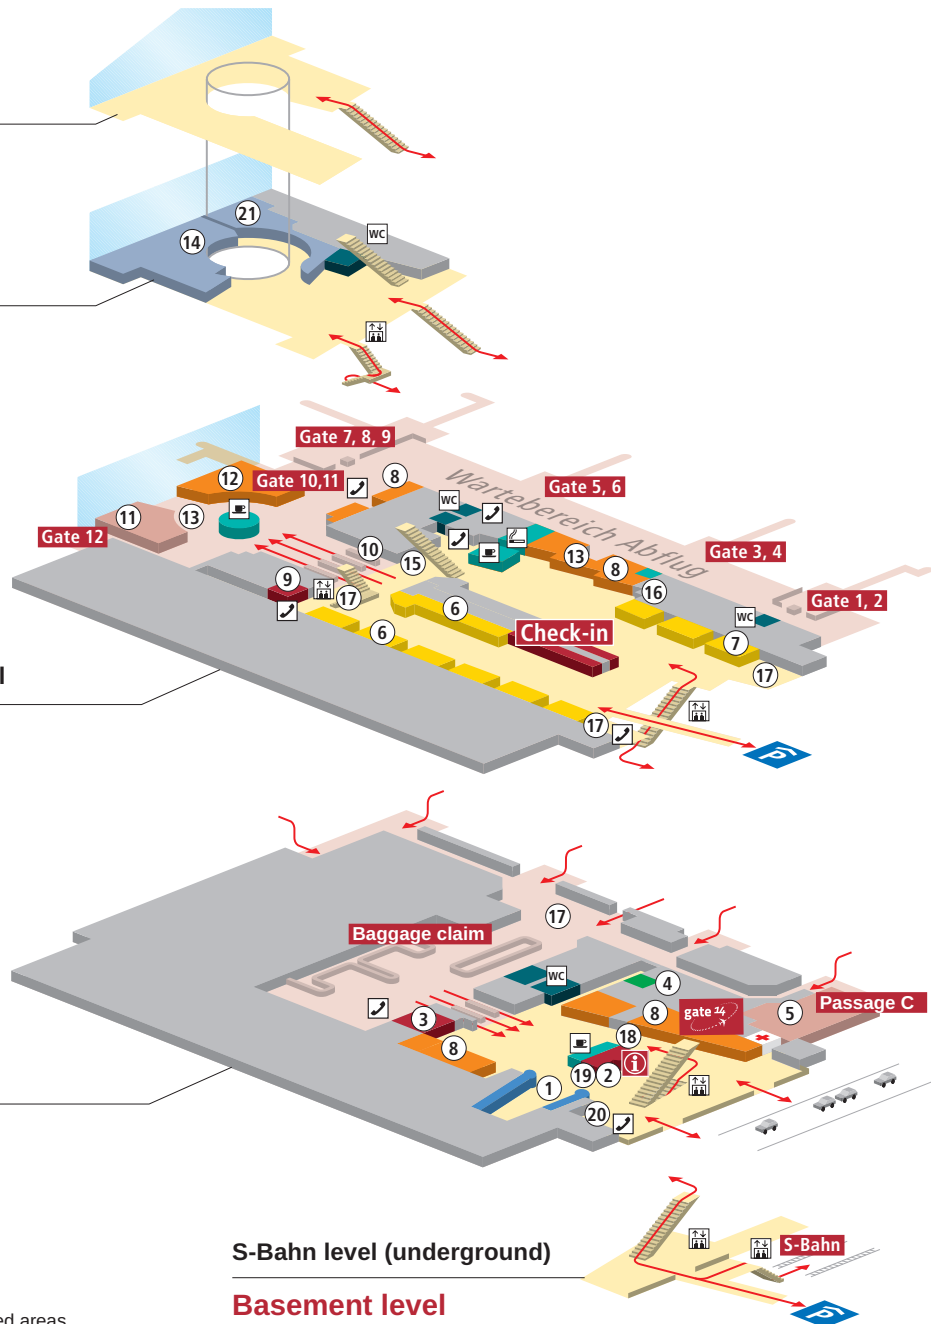 21
WC
14
Gate 7, 8, 9
12
Gate 10,11
8
Wartebereich Abflug
Gate 5, 6
WC
11
13
Gate 12
10
15
13
8
Gate 3, 4
9
17
6
16
Gate 1, 2
6
Check-in
WC
7
17
l
17
P
17
Baggage claim
WC
4
3
8
gate 14
5
Passage C
8
18
i
19
2
1
20
S-Bahn level (underground)
S-Bahn
Basement level
P
ed areas